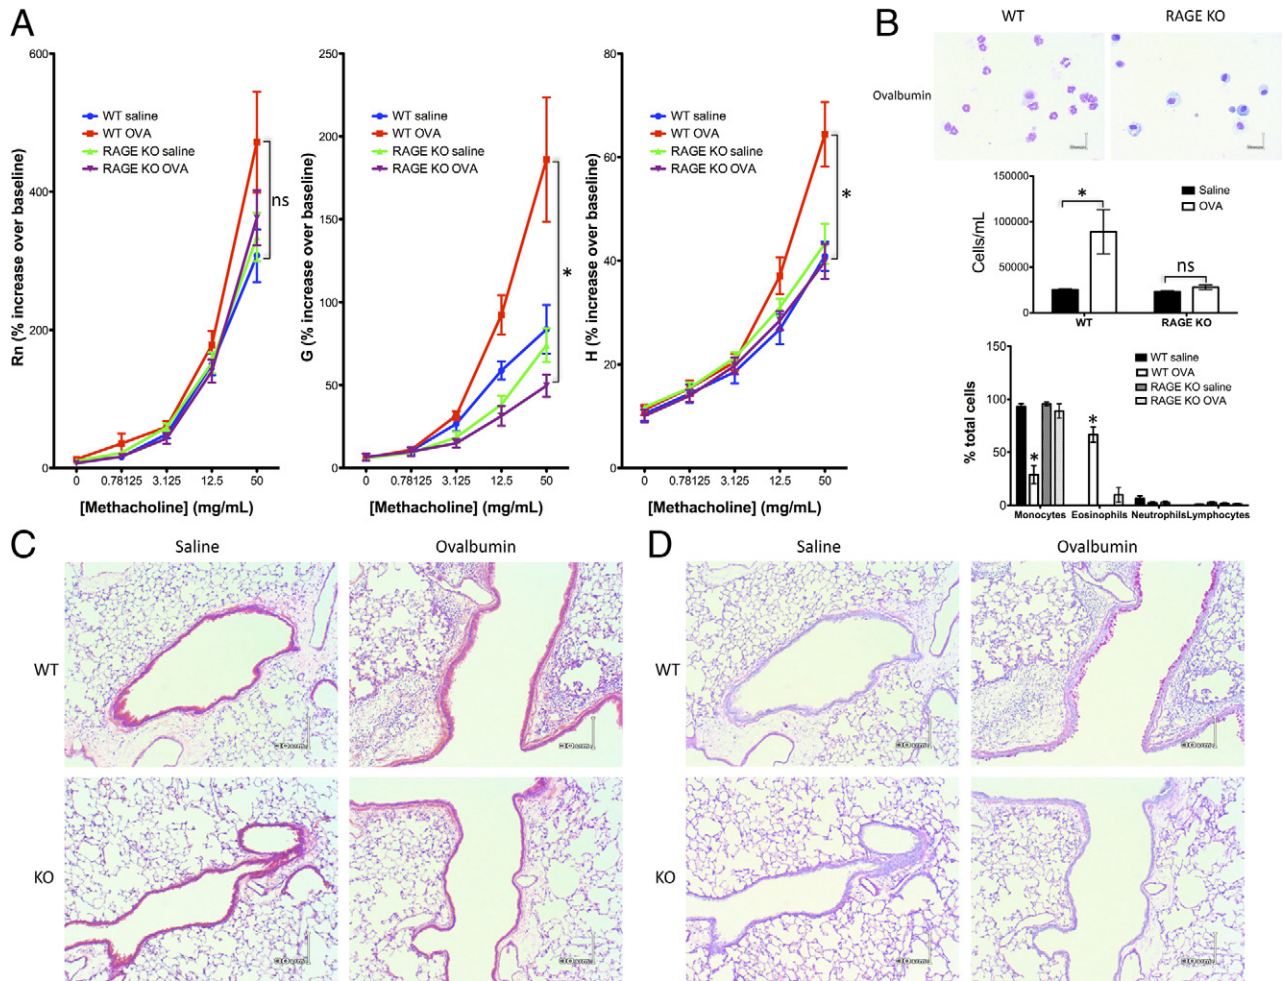 A
600
400
200
0
Rn (% increase over baseline)
WT saline
WT OVA
RAGE KO saline
RAGE KO OVA
ns
0 0.78125 3.125 12.5 50
[Methacholine] (mg/mL)
250
200
150
100
50
0
G (% increase over baseline)
WT saline
WT OVA
RAGE KO saline
RAGE KO OVA
*
0 0.78125 3.125 12.5 50
[Methacholine] (mg/mL)
80
60
40
20
0
H (% increase over baseline)
WT saline
WT OVA
RAGE KO saline
RAGE KO OVA
*
0 0.78125 3.125 12.5 50
[Methacholine] (mg/mL)
B
WT RAGE KO
Ovalbumin
150000
100000
50000
0
Cells/mL
Saline
OVA
* ns
WT RAGE KO
150
100
50
0
% total cells
WT saline
WT OVA
RAGE KO saline
RAGE KO OVA
* *
Monocytes Eosinophils Neutrophils Lymphocytes
C
Saline Ovalbumin
WT
KO
D
Saline Ovalbumin
WT
KO